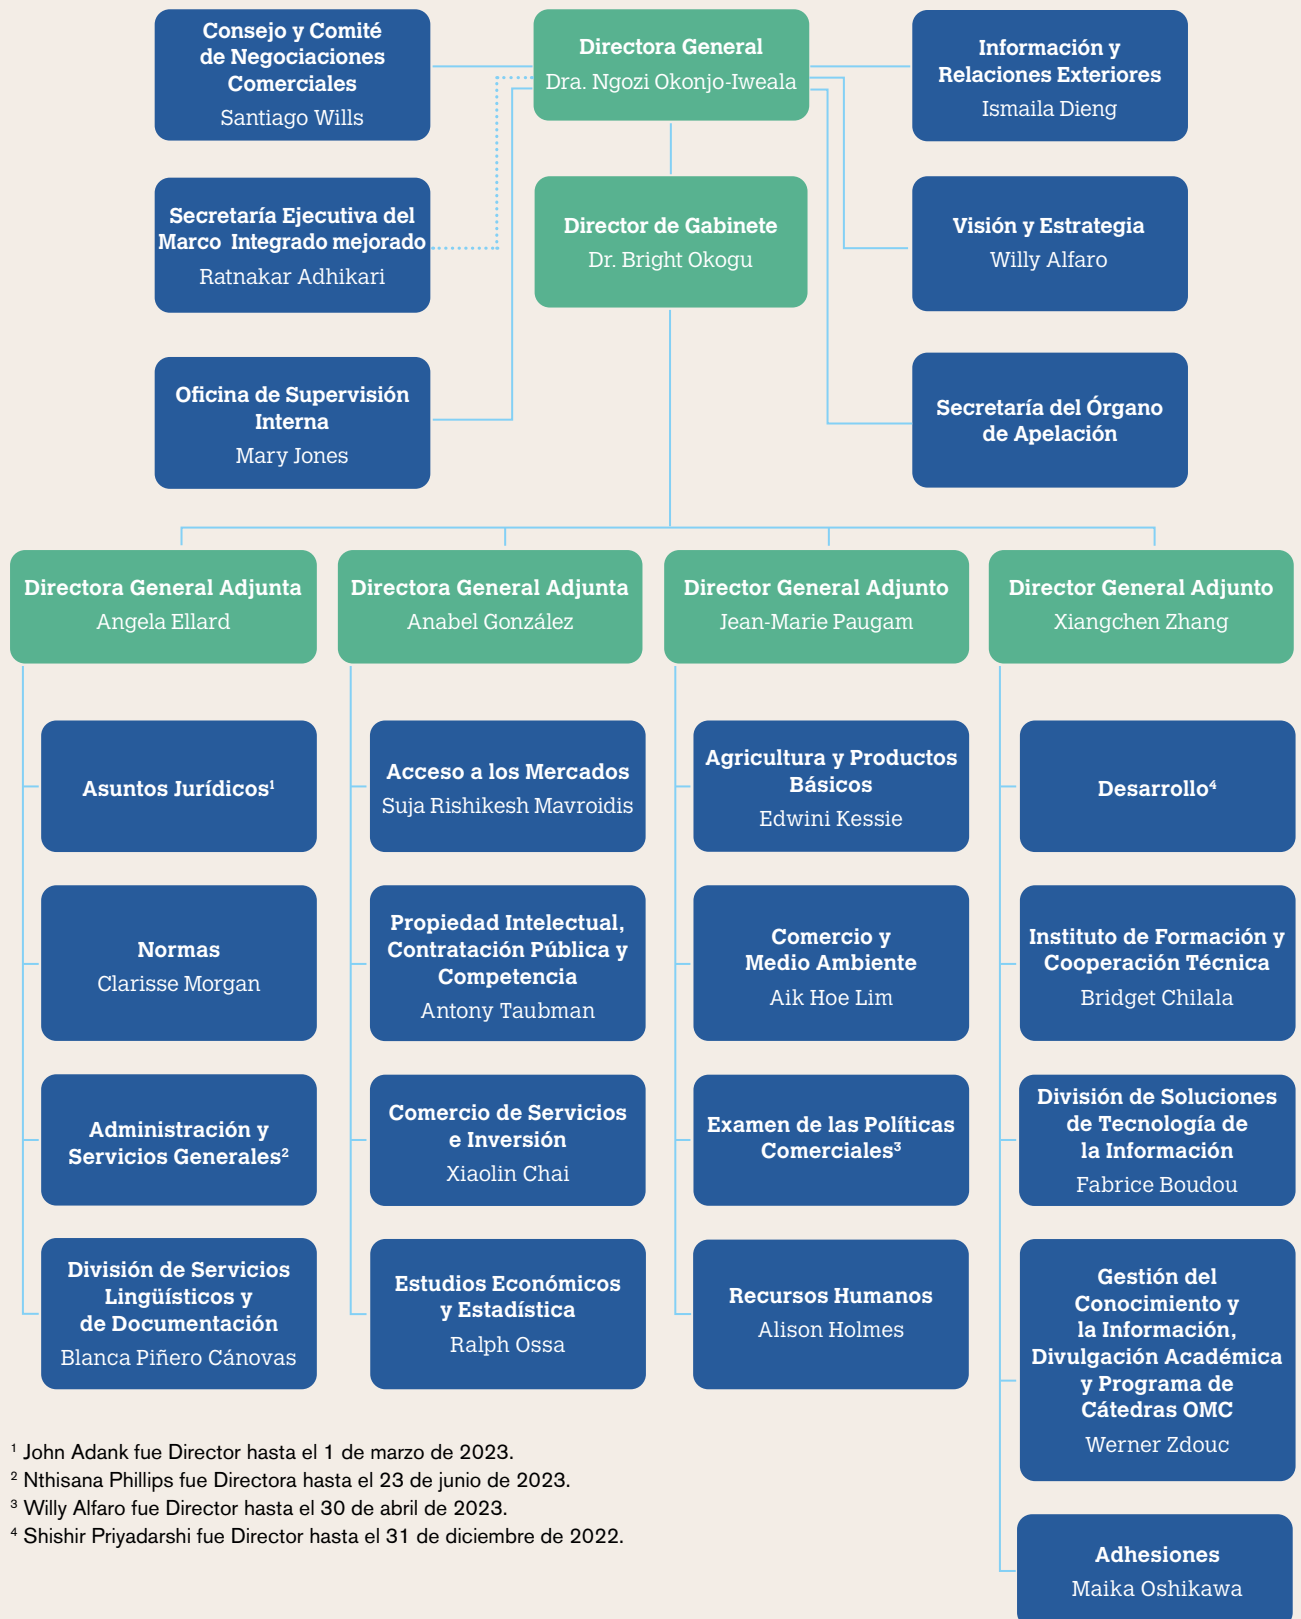 Consejo y Comité
de Negociaciones
Comerciales
Santiago Wills
Directora General
Dra. Ngozi Okonjo-Iweala
Información y
Relaciones Exteriores
Ismaila Dieng
Secretaría Ejecutiva del
Marco Integrado mejorado
Ratnakar Adhikari
Director de Gabinete
Dr. Bright Okogu
Visión y Estrategia
Willy Alfaro
Oficina de Supervisión
Interna
Mary Jones
Secretaría del Órgano
de Apelación
Directora General Adjunta
Angela Ellard
Directora General Adjunta
Anabel González
Director General Adjunto
Jean-Marie Paugam
Director General Adjunto
Xiangchen Zhang
Asuntos Jurídicos¹
Acceso a los Mercados
Suja Rishikesh Mavroidis
Agricultura y Productos
Básicos
Edwini Kessie
Desarrollo⁴
Normas
Clarisse Morgan
Propiedad Intelectual,
Contratación Pública y
Competencia
Antony Taubman
Comercio y
Medio Ambiente
Aik Hoe Lim
Instituto de Formación y
Cooperación Técnica
Bridget Chilala
Administración y
Servicios Generales²
Comercio de Servicios
e Inversión
Xiaolin Chai
Examen de las Políticas
Comerciales³
División de Soluciones
de Tecnología de
la Información
Fabrice Boudou
División de Servicios
Lingüísticos y
de Documentación
Blanca Piñero Cánovas
Estudios Económicos
y Estadística
Ralph Ossa
Recursos Humanos
Alison Holmes
Gestión del
Conocimiento y
la Información,
Divulgación Académica
y Programa de
Cátedras OMC
Werner Zdouc
Adhesiones
Maika Oshikawa
¹ John Adank fue Director hasta el 1 de marzo de 2023.
² Nthisana Phillips fue Directora hasta el 23 de junio de 2023.
³ Willy Alfaro fue Director hasta el 30 de abril de 2023.
⁴ Shishir Priyadarshi fue Director hasta el 31 de diciembre de 2022.